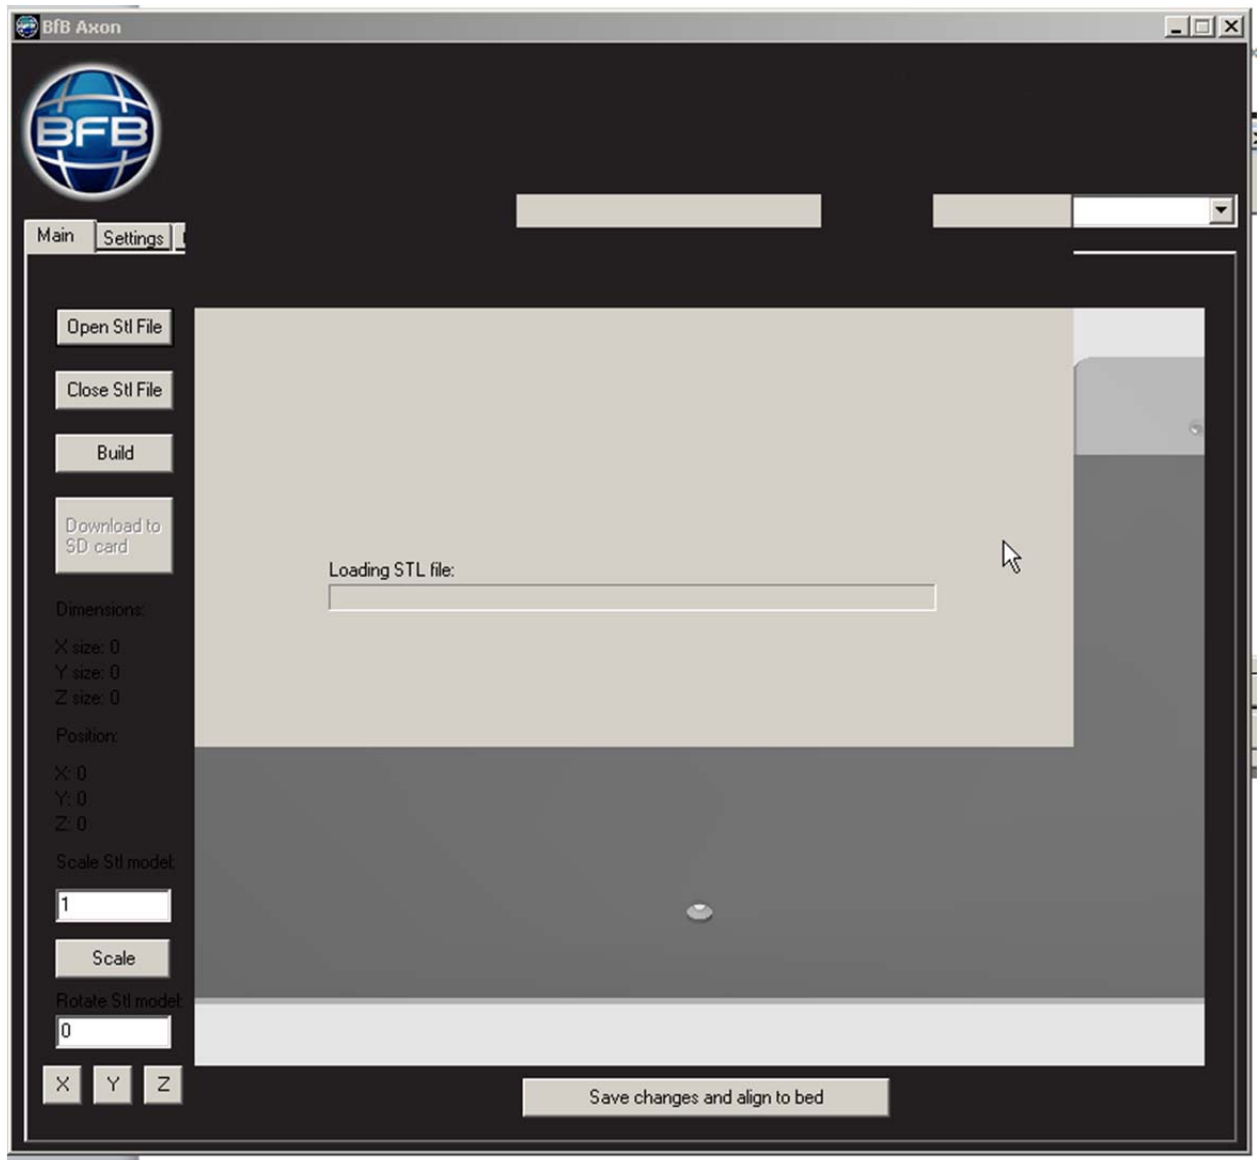 BfB Axon
BFB
Main
Settings
Open Stl File
Close Stl File
Build
Download to
SD card
Loading STL file:
Dimensions:
X size: 0
Y size: 0
Z size: 0
Position:
X: 0
Y: 0
Z: 0
Scale Stl model:
1
Scale
Rotate Stl model:
0
X Y Z
Save changes and align to bed